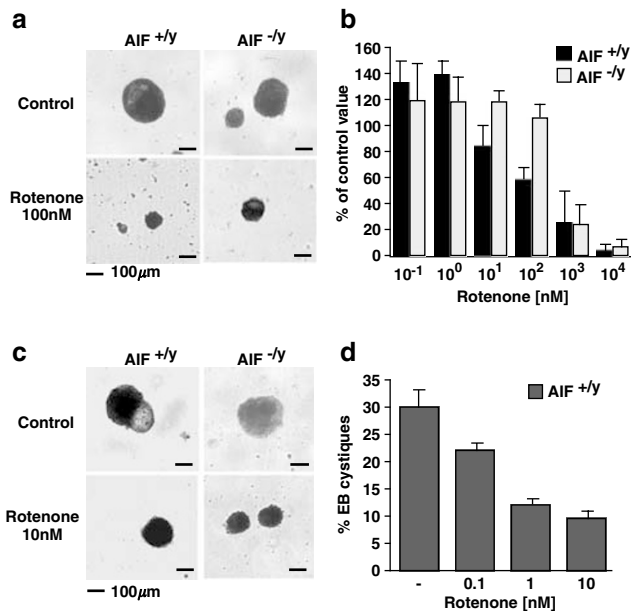 a
AIF +/y
AIF -/y
Control
Rotenone
100nM
100µm
b
% of control value
160
140
120
100
80
60
40
20
0
AIF +/y
AIF -/y
10-1
100
101
102
103
104
Rotenone [nM]
c
AIF +/y
AIF -/y
Control
Rotenone
10nM
100µm
d
% EB cystiques
35
30
25
20
15
10
5
0
AIF +/y
-
0.1
1
10
Rotenone [nM]